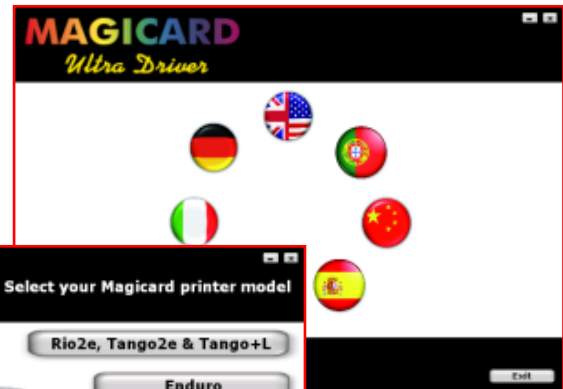 MAGICARD
Ultra Driver
Select your Magicard printer model
Rio2e, Tango2e & Tango+L
Enduro
Exit